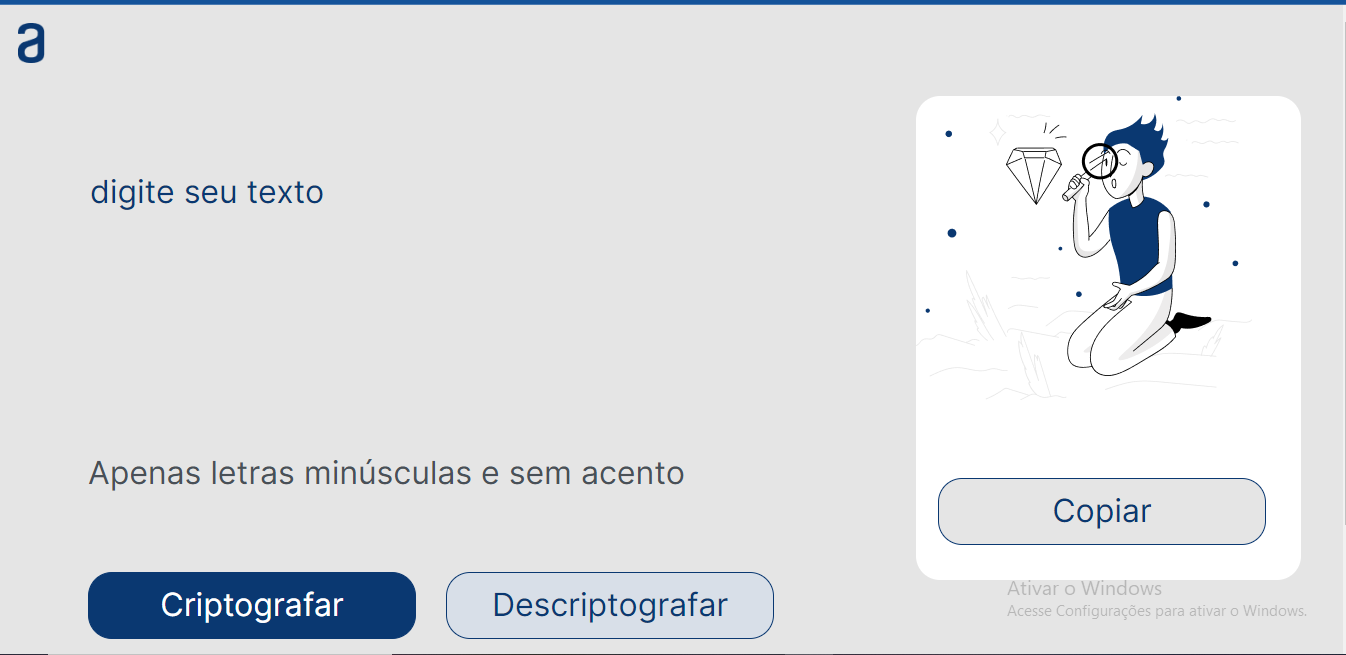 a
digite seu texto
Apenas letras minúsculas e sem acento
Criptografar
Descriptografar
Copiar
Ativar o Windows
Acesse Configurações para ativar o Windows.